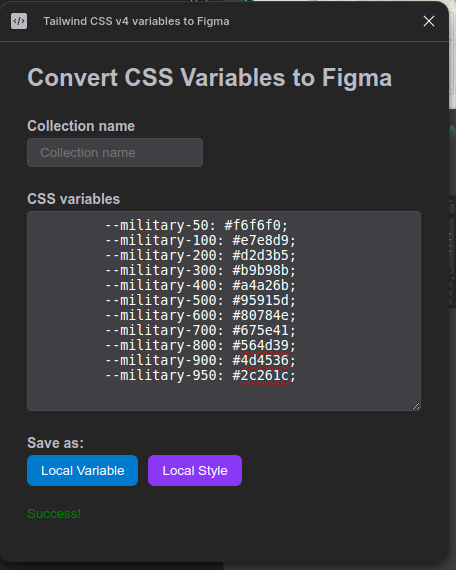 </> Tailwind CSS v4 variables to Figma
Convert CSS Variables to Figma
Collection name
Collection name
CSS variables
--military-50: #f6f6f0;
--military-100: #e7e8d9;
--military-200: #d2d3b5;
--military-300: #b9b98b;
--military-400: #a4a26b;
--military-500: #95915d;
--military-600: #80784e;
--military-700: #675e41;
--military-800: #564d39;
--military-900: #4d4536;
--military-950: #2c261c;
Save as:
Local Variable Local Style
Success!